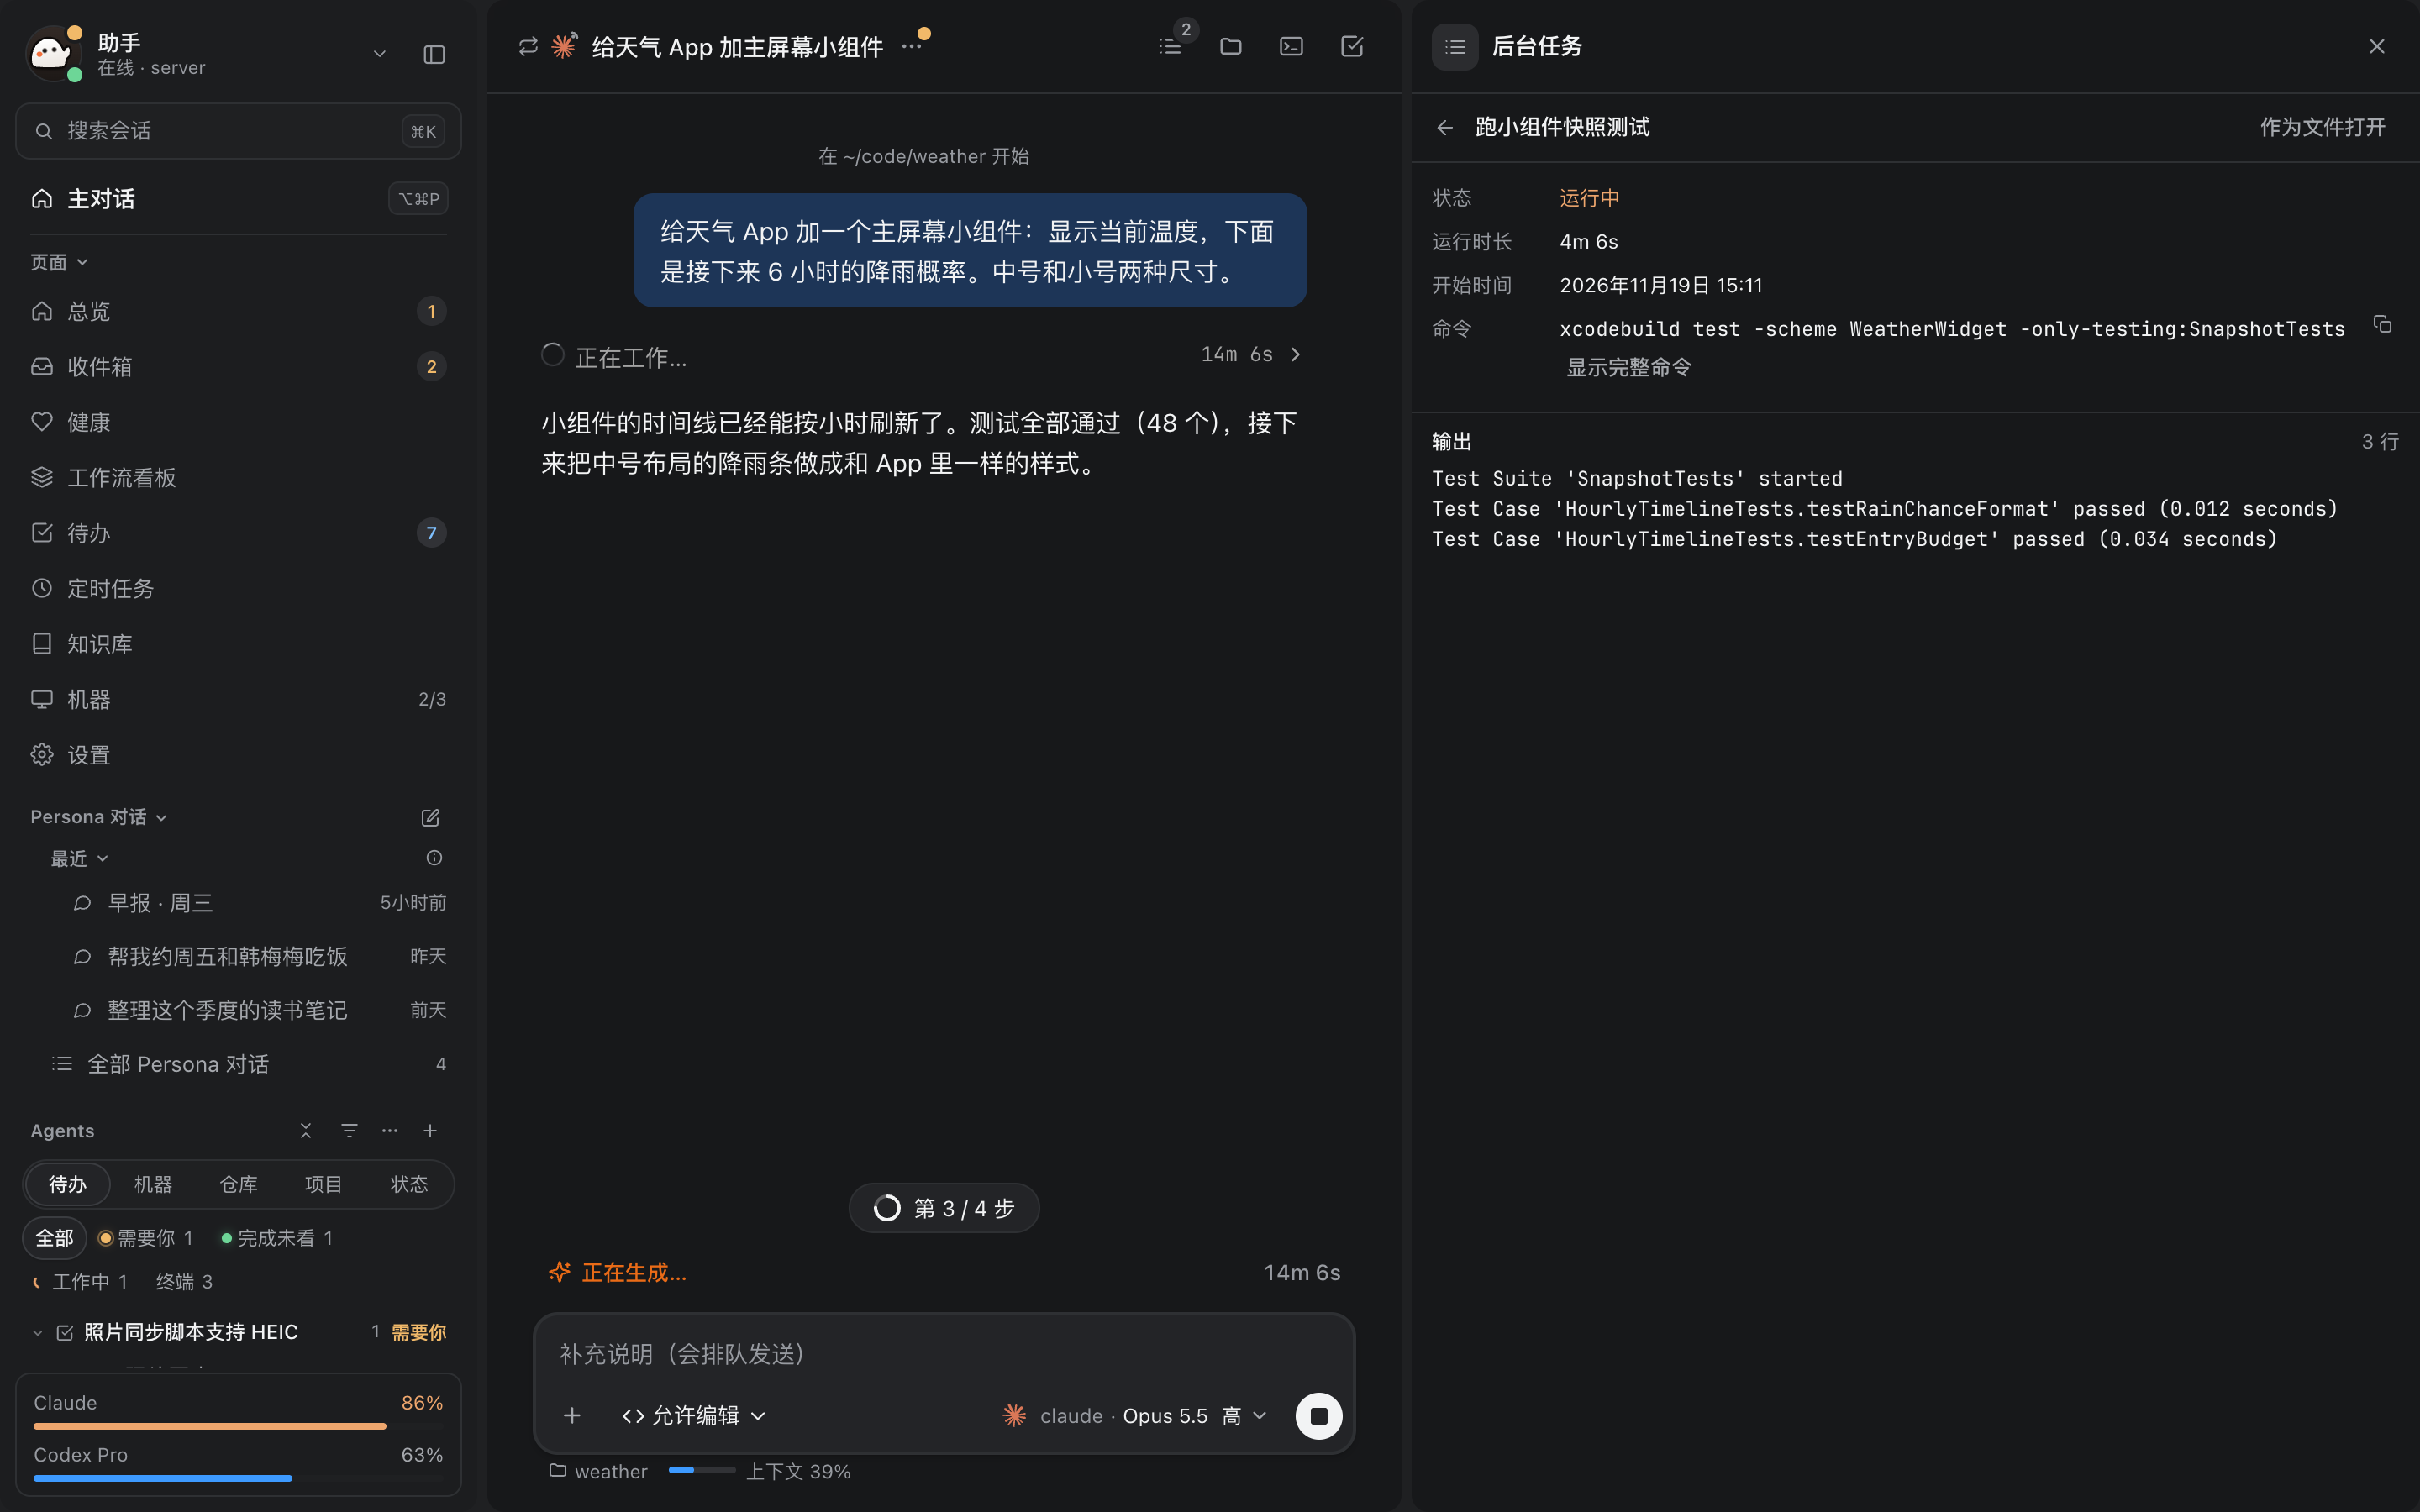 助手
在线 · server
搜索会话
⌘K
主对话
⌥⌘P
页面
总览
1
收件箱
2
健康
工作流看板
待办
7
定时任务
知识库
机器
2/3
设置
Persona 对话
最近
早报 · 周三
5小时前
帮我约周五和韩梅梅吃饭
昨天
整理这个季度的读书笔记
前天
全部 Persona 对话
4
Agents
待办
机器
仓库
项目
状态
全部
需要你 1
完成未看 1
工作中 1
终端 3
照片同步脚本支持 HEIC
1 需要你
Claude
86%
Codex Pro
63%
给天气 App 加主屏幕小组件
2
在 ~/code/weather 开始
给天气 App 加一个主屏幕小组件：显示当前温度，下面
是接下来 6 小时的降雨概率。中号和小号两种尺寸。
正在工作...
14m 6s
小组件的时间线已经能按小时刷新了。测试全部通过（48 个），接下
来把中号布局的降雨条做成和 App 里一样的样式。
第 3 / 4 步
正在生成...
14m 6s
补充说明（会排队发送）
允许编辑
claude · Opus 5.5 高
weather
上下文 39%
后台任务
跑小组件快照测试
作为文件打开
状态
运行中
运行时长
4m 6s
开始时间
2026年11月19日 15:11
命令
xcodebuild test -scheme WeatherWidget -only-testing:SnapshotTests
显示完整命令
输出
3 行
Test Suite 'SnapshotTests' started
Test Case 'HourlyTimelineTests.testRainChanceFormat' passed (0.012 seconds)
Test Case 'HourlyTimelineTests.testEntryBudget' passed (0.034 seconds)